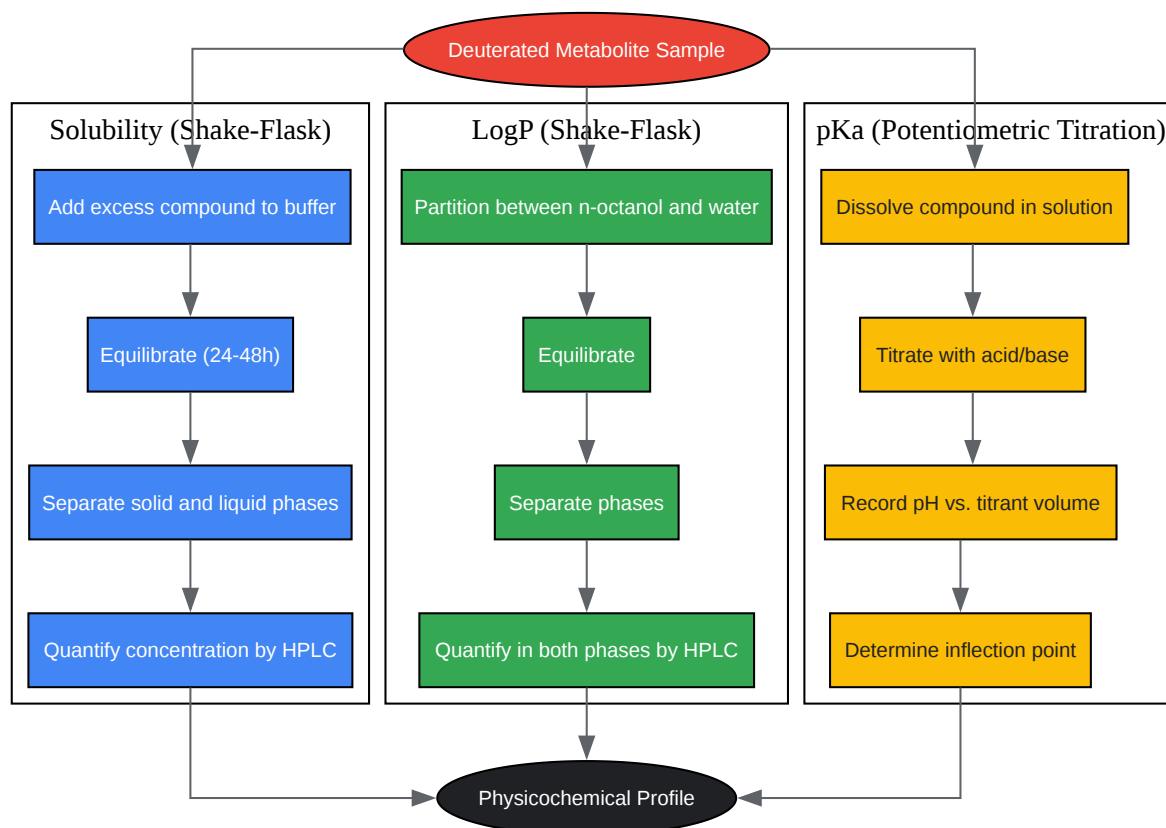 Deuterated Metabolite Sample
Solubility (Shake-Flask)
Add excess compound to buffer
Equilibrate (24-48h)
Separate solid and liquid phases
Quantify concentration by HPLC
LogP (Shake-Flask)
Partition between n-octanol and water
Equilibrate
Separate phases
Quantify in both phases by HPLC
pKa (Potentiometric Titration)
Dissolve compound in solution
Titrate with acid/base
Record pH vs. titrant volume
Determine inflection point
Physicochemical Profile